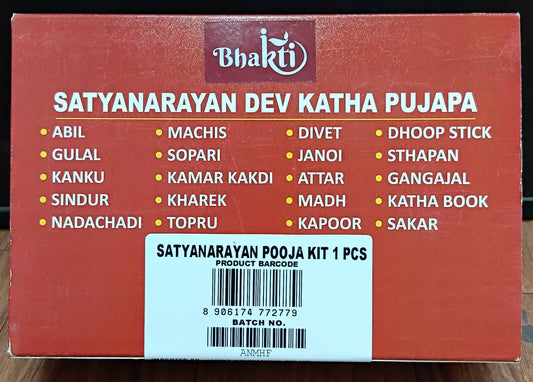 Bhakti
SATYANARAYAN DEV KATHA PUJAPA
• ABIL • MACHIS • DIVET • DHOOP STICK
• GULAL • SOPARI • JANOI • STHAPAN
• KANKU • KAMAR KAKDI • ATTAR • GANGAJAL
• SINDUR • KHAREK • MADH • KATHA BOOK
• NADACHADI • TOPRU • KAPOOR • SAKAR
SATYANARAYAN POOJA KIT 1 PCS
PRODUCT BARCODE
8 906174 772779
BATCH NO.
ANMHF